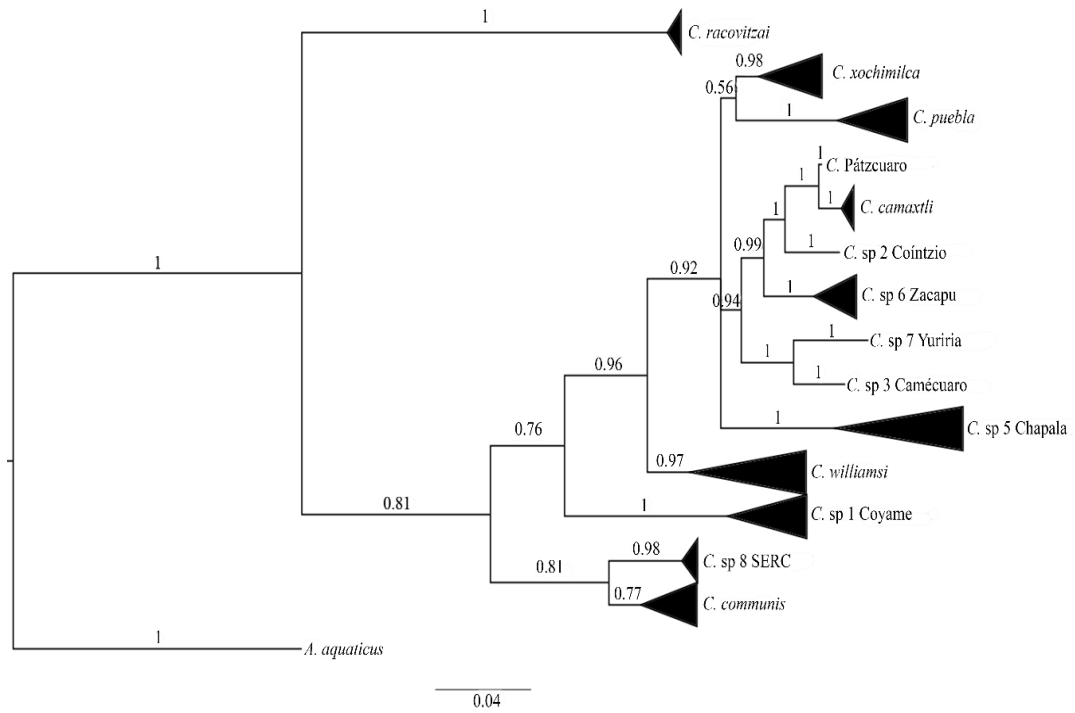 1
C. racovitzai
0.98
C. xochimilca
0.56
1
C. puebla
1
C. Pátzcuaro
1
1
C. camaxtli
1
1
C. sp 2 Coíntzio
0.99
1
C. sp 6 Zacapu
1
0.92
0.94
1
C. sp 7 Yuriria
1
1
C. sp 3 Camécuaro
0.96
1
C. sp 5 Chapala
0.76
0.97
C. williamsi
0.81
1
C. sp 1 Coyame
0.98
C. sp 8 SERC
0.81
0.77
C. communis
1
A. aquaticus
0.04